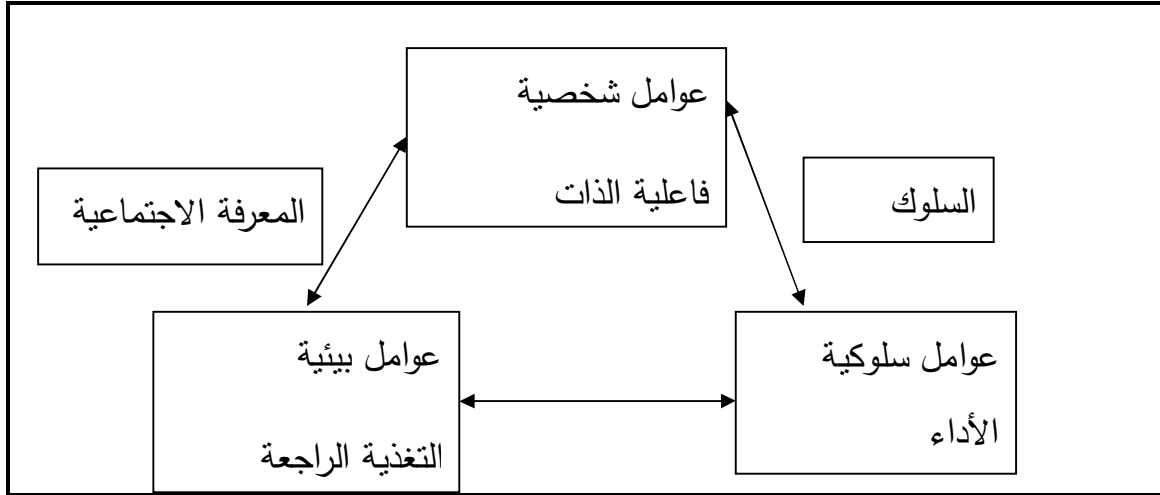 عوامل شخصية
فاعلية الذات
السلوك
المعرفة الاجتماعية
عوامل سلوكية
الأداء
عوامل بيئية
التغذية الراجعة